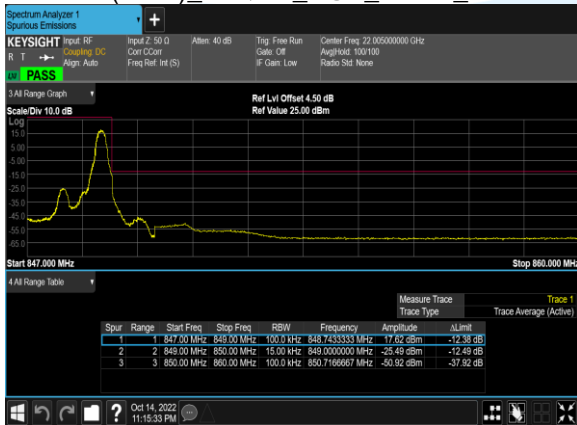 Spectrum Analyzer 1
Spurious Emissions
+
KEYSIGHT Input: RF Input Z: 50 Ω Atten: 40 dB Trig: Free Run Center Freq: 22.005000000 GHz
R T Coupling: DC Corr CCorr Gate: Off Avg|Hold: 100/100
Align: Auto Freq Ref: Int (S) IF Gain: Low Radio Std: None
PASS
3 All Range Graph
Ref Lvl Offset 4.50 dB
Scale/Div 10.0 dB Ref Value 25.00 dBm
Log
15.0
5.00
-5.00
-15.0
-25.0
-35.0
-45.0
-55.0
-65.0
Start 847.000 MHz Stop 860.000 MHz
4 All Range Table
Measure Trace Trace 1
Trace Type Trace Average (Active)
Spur Range Start Freq Stop Freq RBW Frequency Amplitude ΔLimit
1 1 847.00 MHz 849.00 MHz 100.0 kHz 848.7433333 MHz 17.62 dBm -12.38 dB
2 2 849.00 MHz 850.00 MHz 15.00 kHz 849.0000000 MHz -25.49 dBm -12.49 dB
3 3 850.00 MHz 860.00 MHz 100.0 kHz 850.7166667 MHz -50.92 dBm -37.92 dB
? Oct 14, 2022
11:15:33 PM